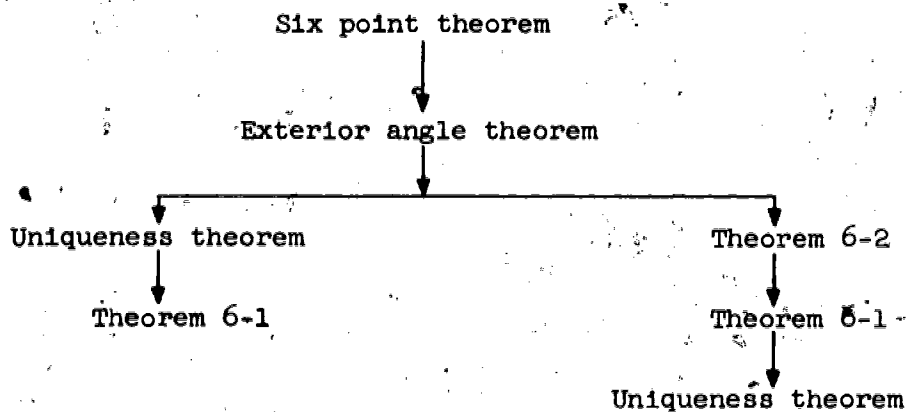 Six point theorem
Exterior angle theorem
Uniqueness theorem
Theorem 6-2
Theorem 6-1
Theorem 6-1
Uniqueness theorem